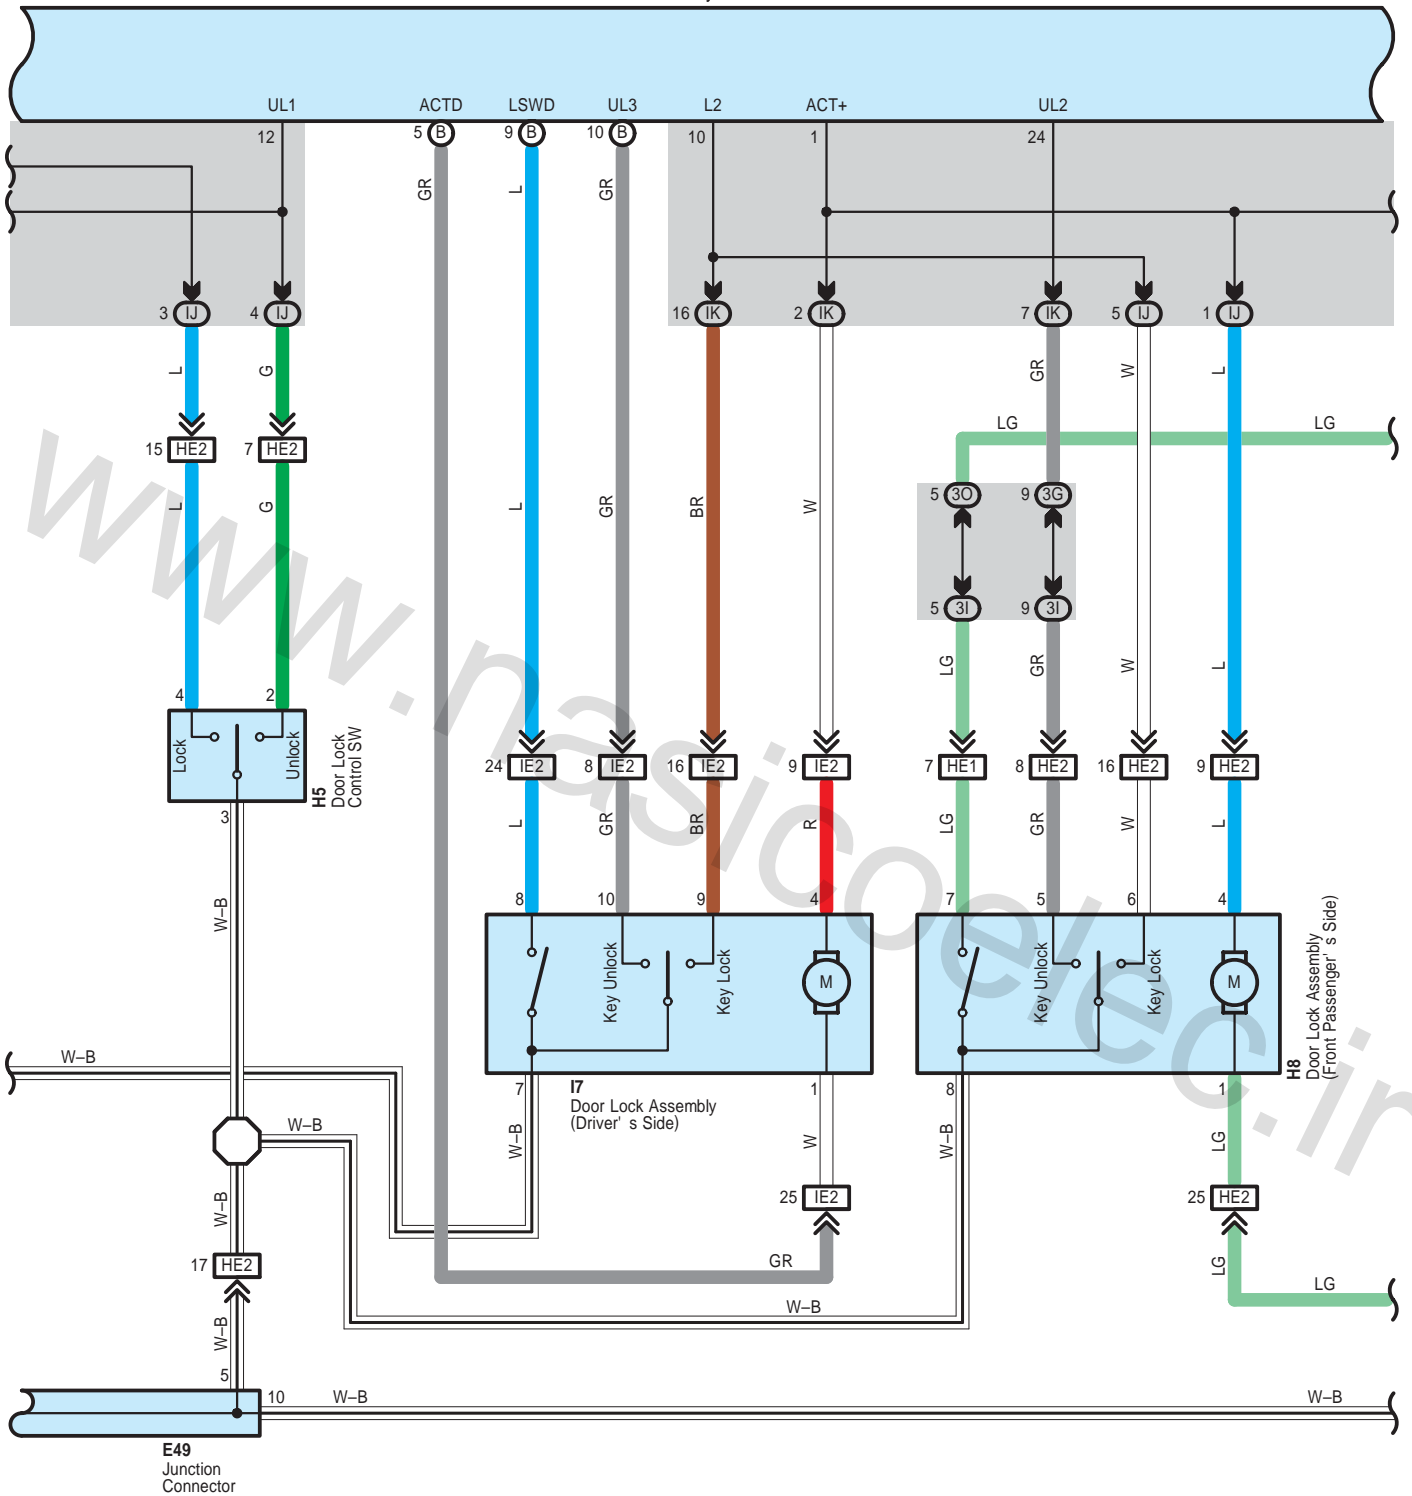 UL1 ACTD LSWD UL3 L2 ACT+ UL2
12 5 B 9 B 10 B 10 1 24
GR L GR
3 IJ 4 IJ 16 IK 2 IK 7 IK 5 IJ 1 IJ
L G GR W L
LG LG
15 HE2 7 HE2
L G L GR BR W
5 3O 9 3G
5 3I 9 3I
LG GR W L
4 2
Lock Unlock
H5
Door Lock
Control SW
3
24 IE2 8 IE2 16 IE2 9 IE2 7 HE1 8 HE2 16 HE2 9 HE2
L GR BR R LG GR W L
8 10 9 4 7 5 6 4
W–B
Key Unlock Key Lock M Key Unlock Key Lock M
H8
Door Lock Assembly
(Front Passenger' s Side)
W–B
7 1 8 1
I7
Door Lock Assembly
(Driver' s Side)
W–B
W–B W W–B LG
25 IE2 25 HE2
W–B
17 HE2
GR
LG LG
W–B
W–B
5
10 W–B W–B
E49
Junction
Connector
www.nasicoelec.ir